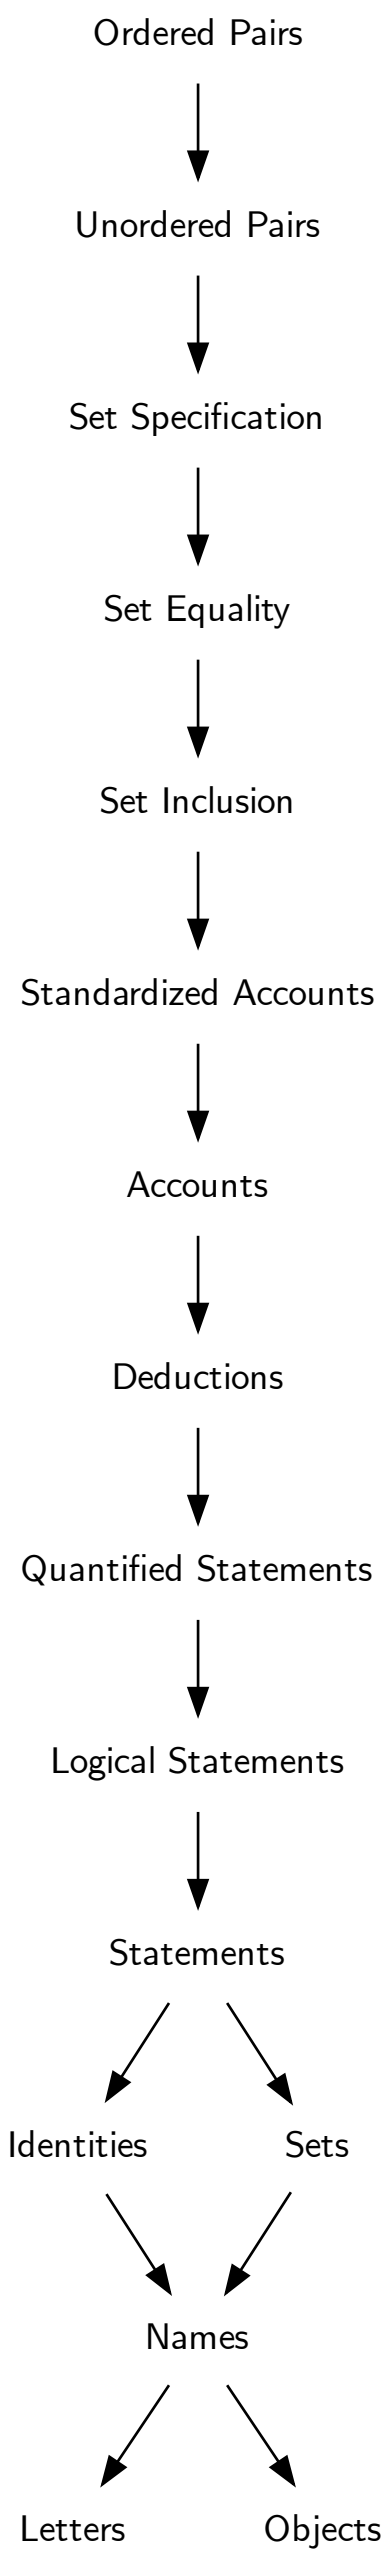 Ordered Pairs
Unordered Pairs
Set Specification
Set Equality
Set Inclusion
Standardized Accounts
Accounts
Deductions
Quantified Statements
Logical Statements
Statements
Identities Sets
Names
Letters Objects